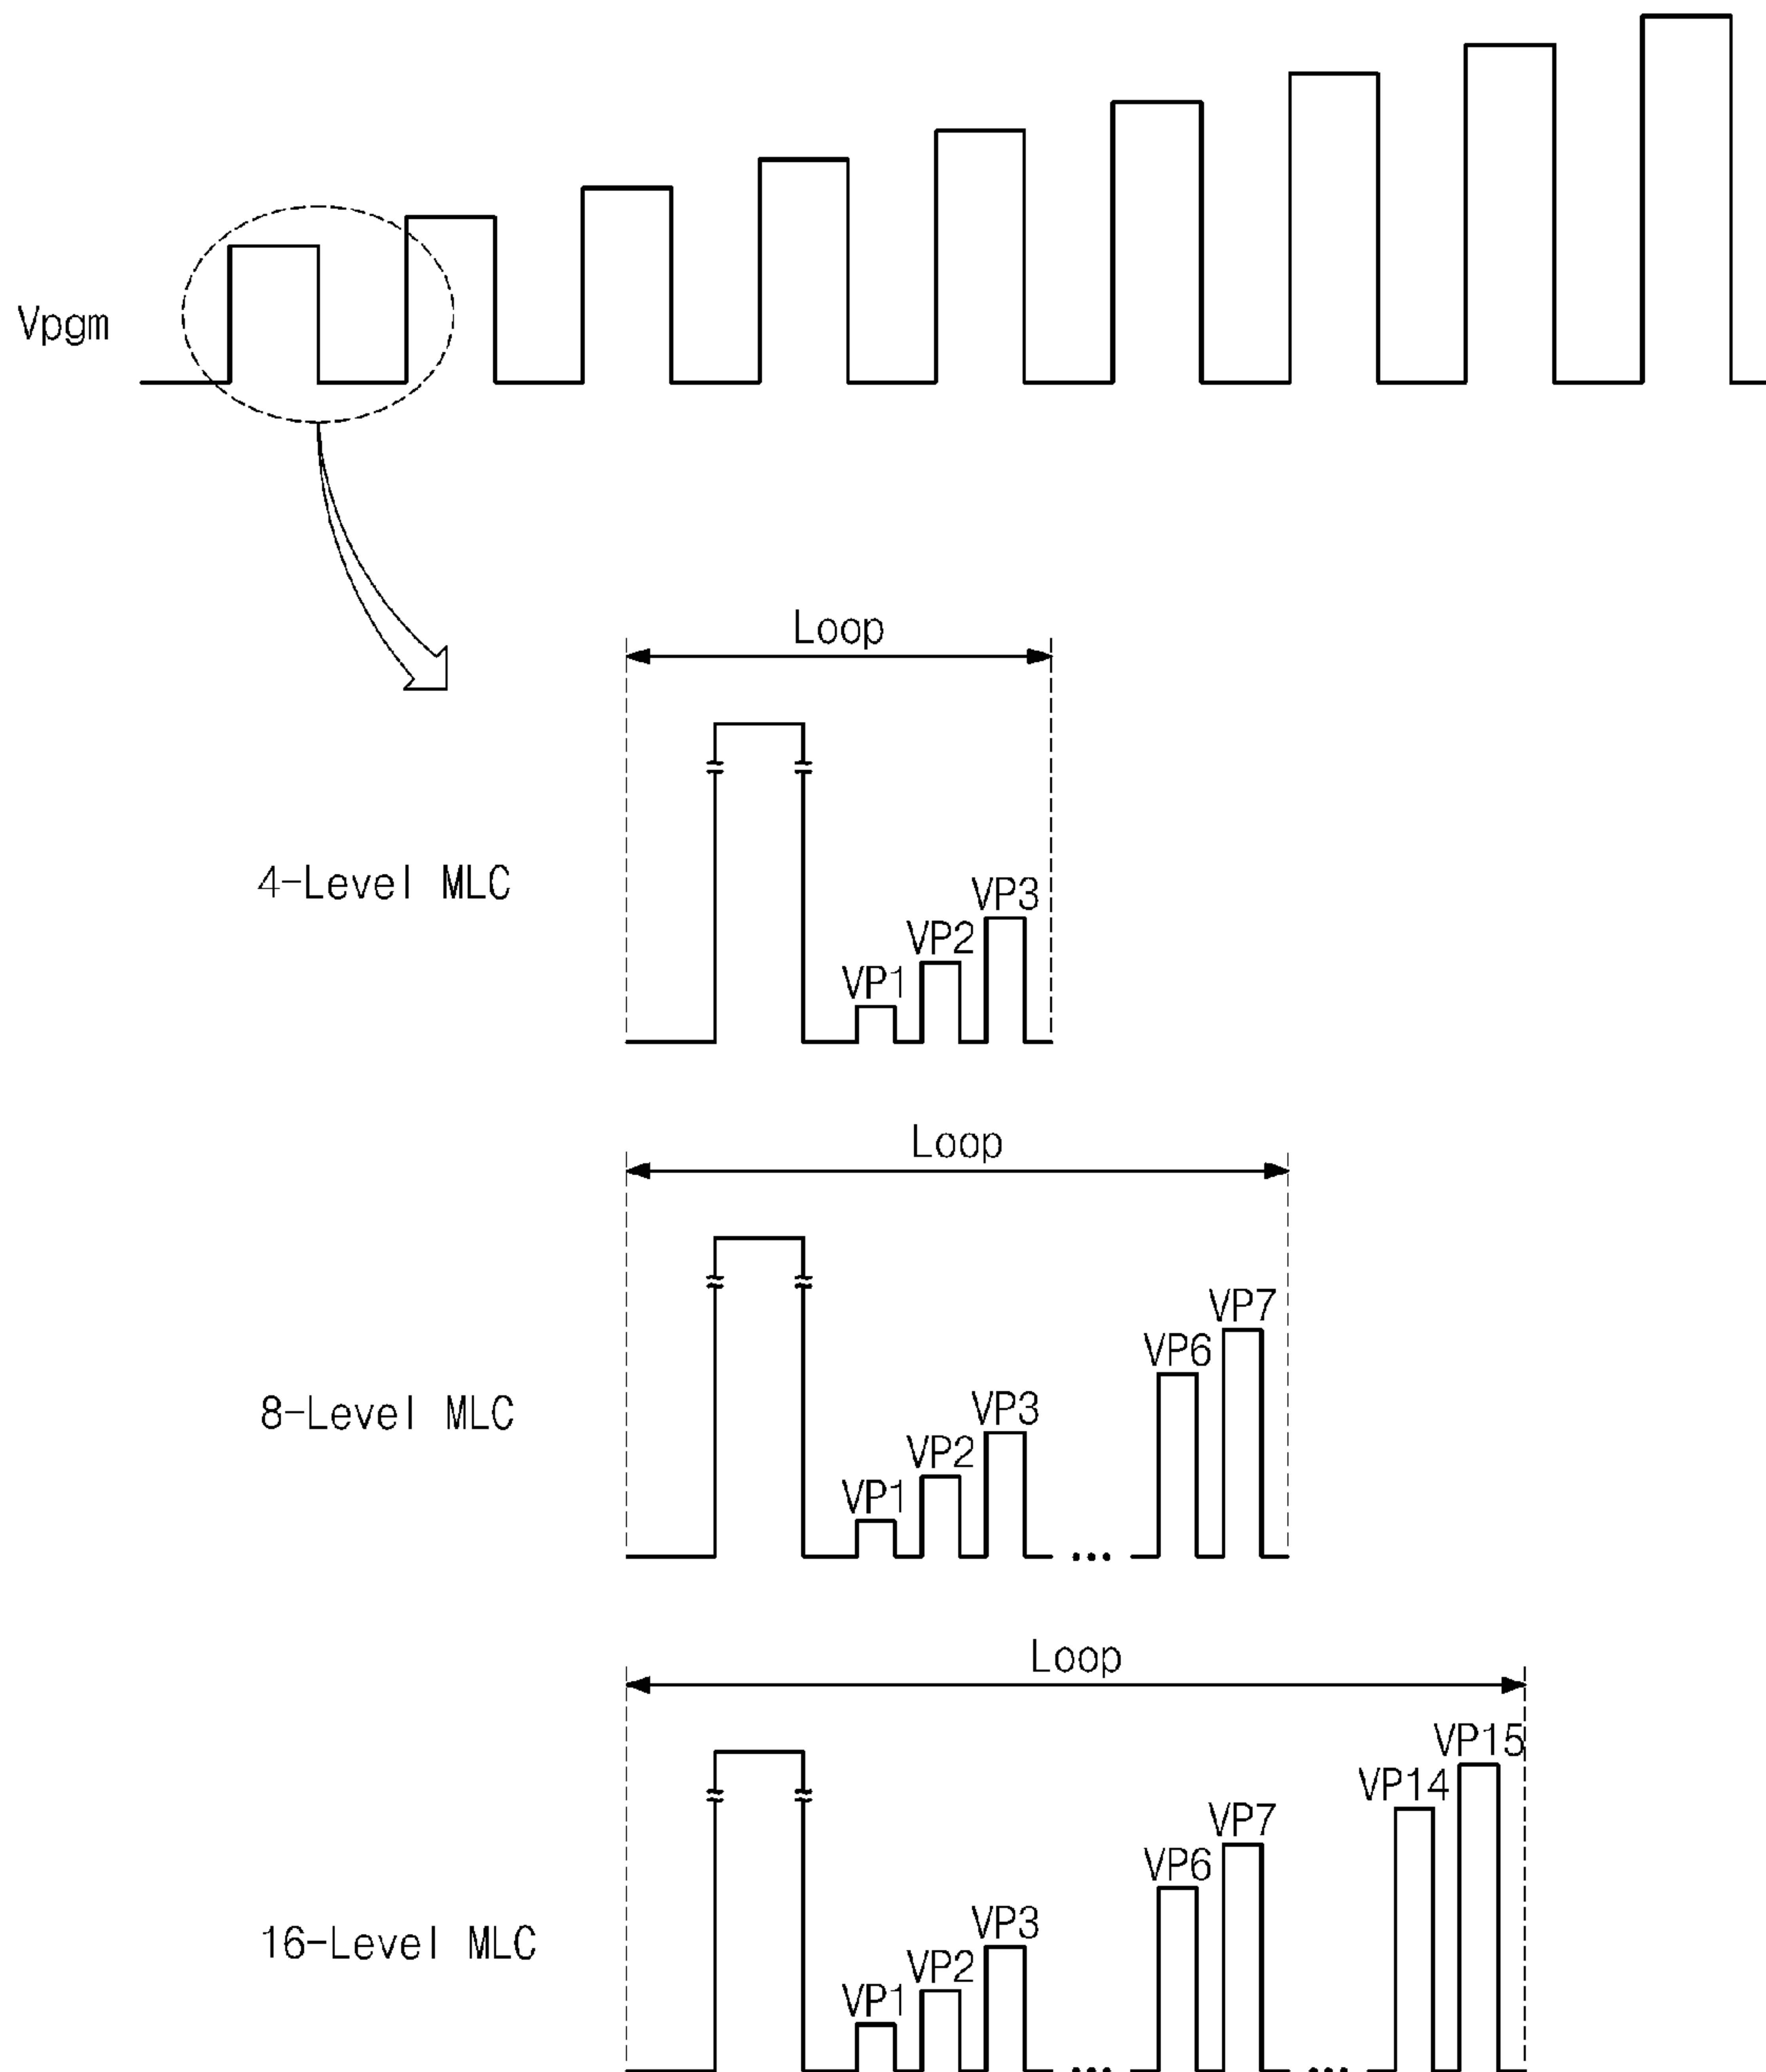 Vpgm
Loop
4-Level MLC
VP1
VP2
VP3
Loop
8-Level MLC
VP1
VP2
VP3
...
VP6
VP7
Loop
16-Level MLC
VP1
VP2
VP3
...
VP6
VP7
...
VP14
VP15